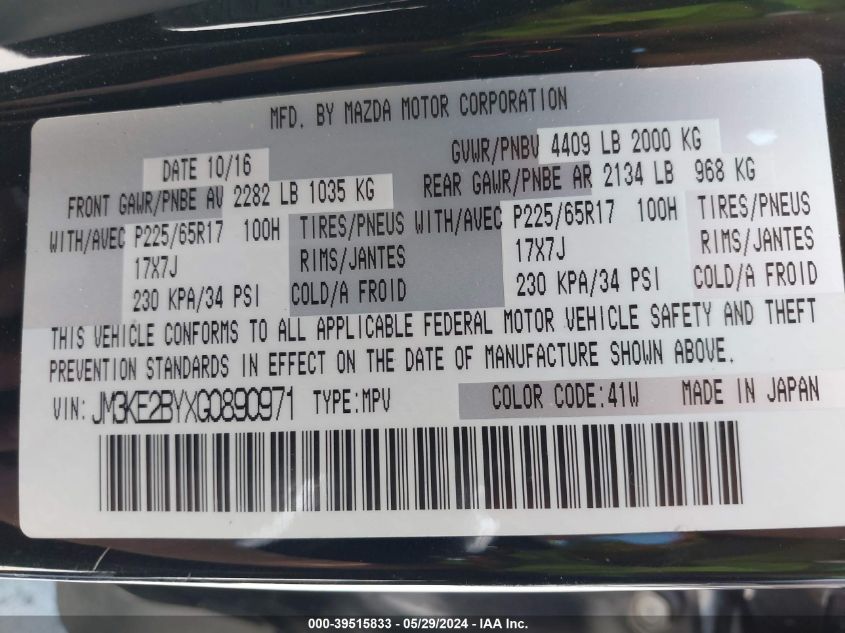 MFD. BY MAZDA MOTOR CORPORATION
DATE 10/16 GVWR/PNBV 4409 LB 2000 KG
FRONT GAWR/PNBE AV 2282 LB 1035 KG REAR GAWR/PNBE AR 2134 LB 968 KG
WITH/AVEC P225/65R17 100H TIRES/PNEUS WITH/AVEC P225/65R17 100H TIRES/PNEUS
17X7J RIMS/JANTES 17X7J RIMS/JANTES
230 KPA/34 PSI COLD/A FROID 230 KPA/34 PSI COLD/A FROID
THIS VEHICLE CONFORMS TO ALL APPLICABLE FEDERAL MOTOR VEHICLE SAFETY AND THEFT
PREVENTION STANDARDS IN EFFECT ON THE DATE OF MANUFACTURE SHOWN ABOVE.
VIN: JM3KE2BYXG0890971 TYPE:MPV COLOR CODE:41W MADE IN JAPAN
000-39515833 - 05/29/2024 - IAA Inc.